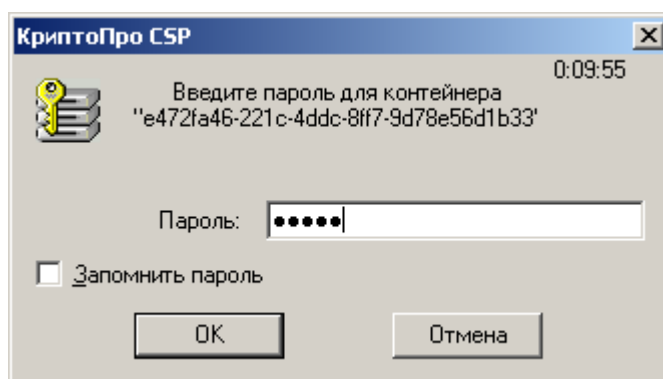 КриптоПро CSP
0:09:55
Введите пароль для контейнера
"e472fa46-221c-4ddc-8ff7-9d78e56d1b33'
Пароль: •••••
Запомнить пароль
OK
Отмена